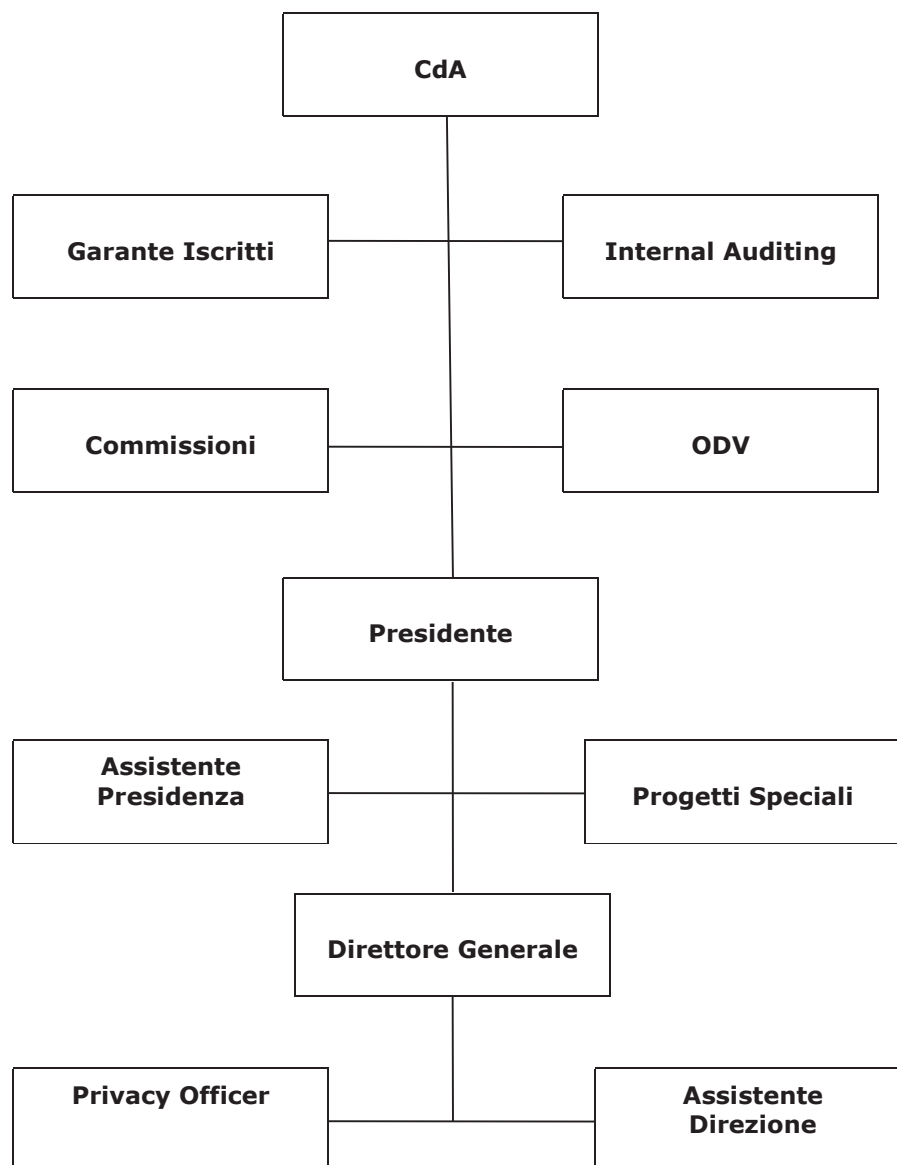 CdA
Garante Iscritti
Internal Auditing
Commissioni
ODV
Presidente
Assistente
Presidenza
Progetti Speciali
Direttore Generale
Privacy Officer
Assistente
Direzione